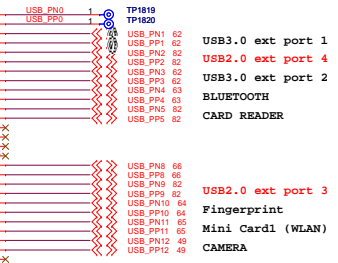 USB_PN0 1 TP1819
USB_PP0 1 TP1820
USB_PN1 62
USB_PP1 62 USB3.0 ext port 1
USB_PN2 82
USB_PP2 82 USB2.0 ext port 4
USB_PN3 62
USB_PP3 62 USB3.0 ext port 2
USB_PN4 63
USB_PP4 63 BLUETOOTH
USB_PN5 82
USB_PP5 82 CARD READER
USB_PN8 66
USB_PP8 66
USB_PN9 82
USB_PP9 82 USB2.0 ext port 3
USB_PN10 64
USB_PP10 64 Fingerprint
USB_PN11 65
USB_PP11 65 Mini Card1 (WLAN)
USB_PN12 49
USB_PP12 49 CAMERA